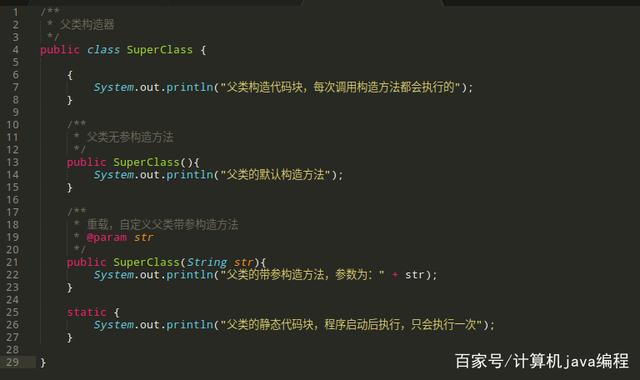 1 /**
2  * 父类构造器
3  */
4 public class SuperClass {
5
6     {
7         System.out.println("父类构造代码块，每次调用构造方法都会执行的");
8     }
9
10     /**
11      * 父类无参构造方法
12      */
13     public SuperClass(){
14         System.out.println("父类的默认构造方法");
15     }
16
17     /**
18      * 重载，自定义父类带参构造方法
19      * @param str
20      */
21     public SuperClass(String str){
22         System.out.println("父类的带参构造方法，参数为：" + str);
23     }
24
25     static {
26         System.out.println("父类的静态代码块，程序启动后执行，只会执行一次");
27     }
28
29 }
百家号/计算机java编程